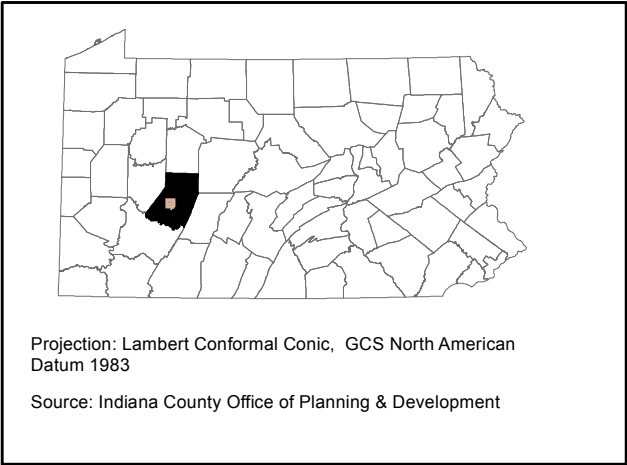 Projection: Lambert Conformal Conic,  GCS North American
Datum 1983
Source: Indiana County Office of Planning & Development